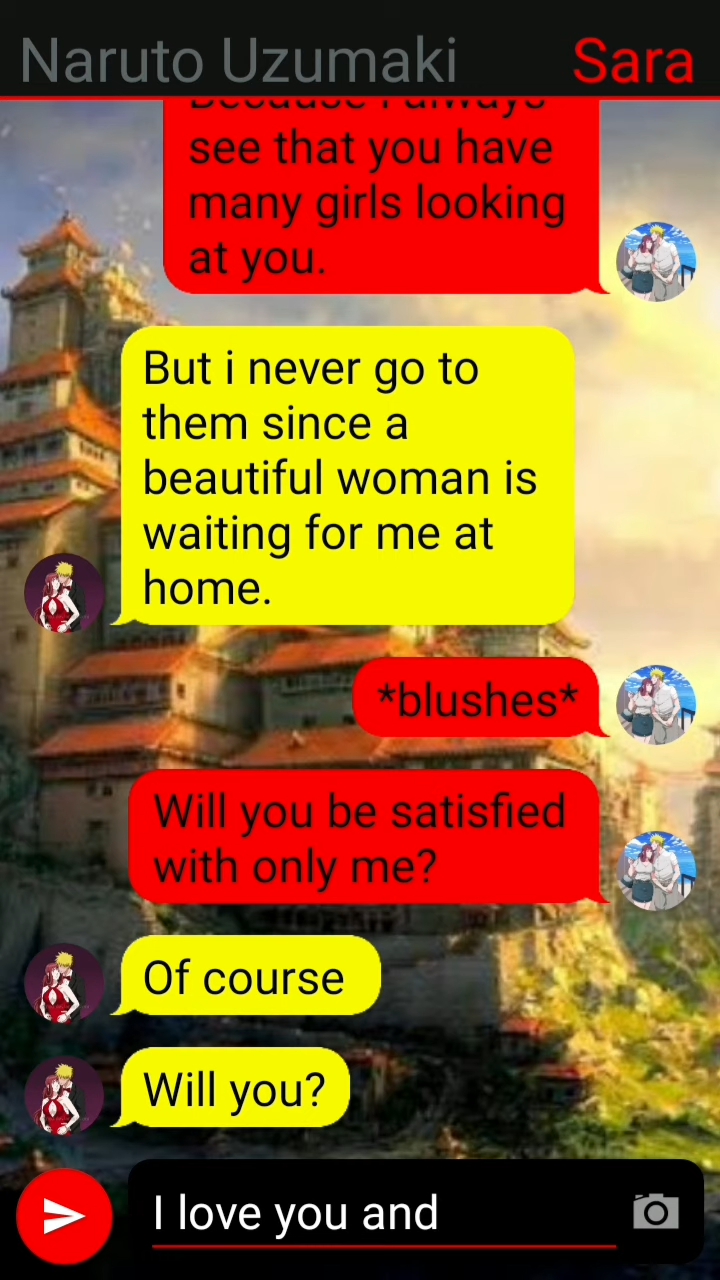 Naruto Uzumaki Sara
Because I always
see that you have
many girls looking
at you.
But i never go to
them since a
beautiful woman is
waiting for me at
home.
*blushes*
Will you be satisfied
with only me?
Of course
Will you?
I love you and